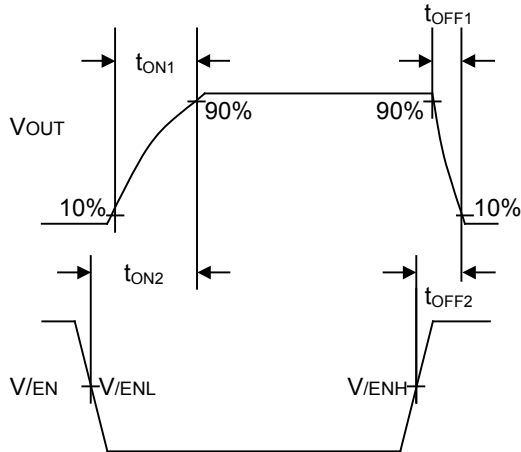 tOFF1
tON1
VOUT
90%
90%
10%
10%
tON2
tOFF2
V/EN
V/ENL
V/ENH